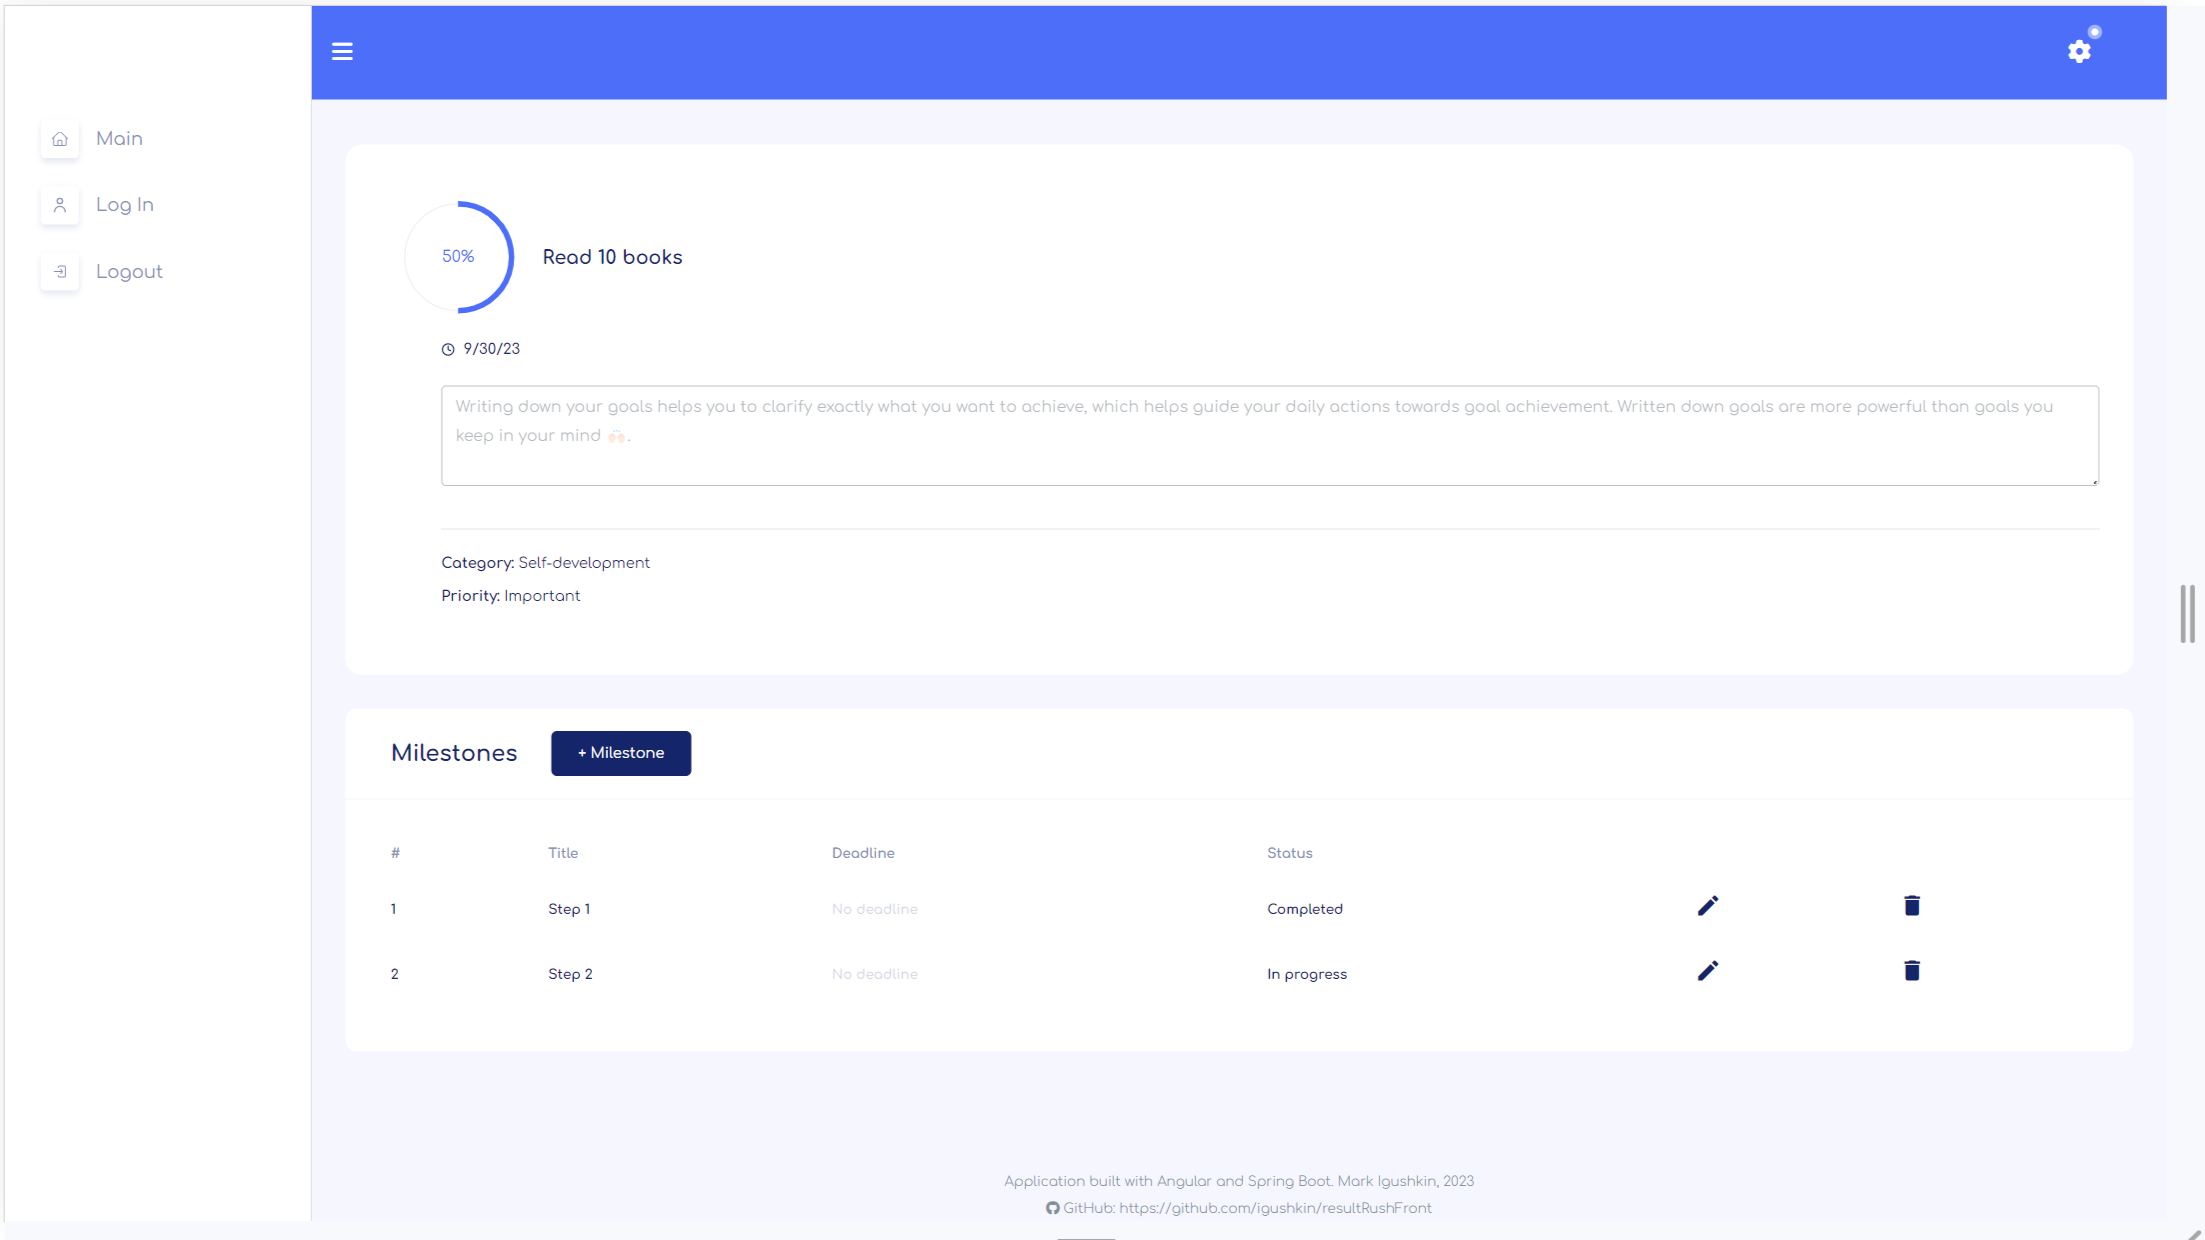 Main
Log In
Logout
50%
Read 10 books
9/30/23
Writing down your goals helps you to clarify exactly what you want to achieve, which helps guide your daily actions towards goal achievement. Written down goals are more powerful than goals you
keep in your mind 🙌🏻.
Category: Self-development
Priority: Important
Milestones + Milestone
# Title Deadline Status
1 Step 1 No deadline Completed
2 Step 2 No deadline In progress
Application built with Angular and Spring Boot. Mark Igushkin, 2023
GitHub: https://github.com/igushkin/resultRushFront